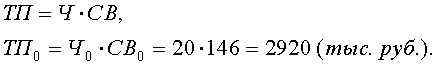 ТП = Ч · СВ,
ТП₀ = Ч₀ · СВ₀ = 20 · 146 = 2920 (тыс. руб.).